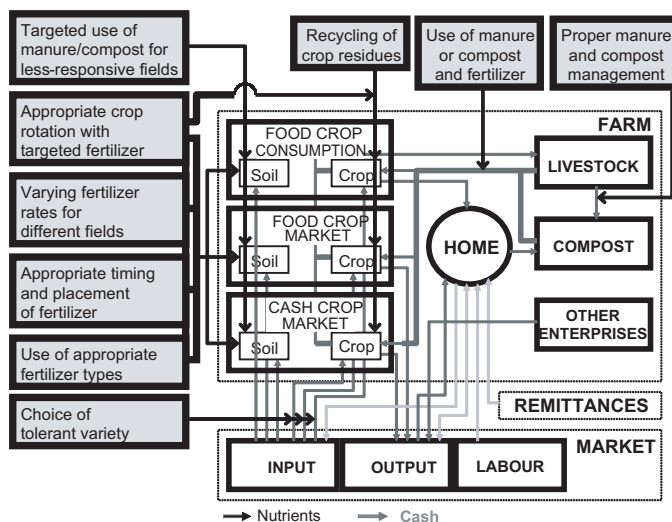 Targeted use of
manure/compost for
less-responsive fields
Recycling of
crop residues
Use of manure
or compost
and fertilizer
Proper manure
and compost
management
Appropriate crop
rotation with
targeted fertilizer
Varying fertilizer
rates for
different fields
Appropriate timing
and placement
of fertilizer
Use of appropriate
fertilizer types
Choice of
tolerant variety
FARM
FOOD CROP
CONSUMPTION
Soil
Crop
FOOD CROP
MARKET
Soil
Crop
CASH CROP
MARKET
Soil
Crop
HOME
LIVESTOCK
COMPOST
OTHER
ENTERPRISES
REMITTANCES
MARKET
INPUT
OUTPUT
LABOUR
Nutrients
Cash